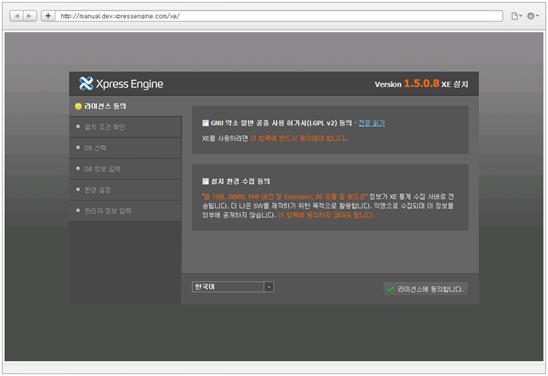 http://manual.dev.xpressengine.com/xe/
Xpress Engine
Version 1.5.0.8 XE 설치
라이선스 동의
설치 조건 확인
DB 선택
DB 정보 입력
환경 설정
관리자 정보 입력
GNU 약소 일반 공중 사용 허가서(LGPL v2) 동의 - 전문 읽기
XE를 사용하려면 이 항목에 반드시 동의해야 합니다.
설치 환경 수집 동의
'웹 서버, DBMS, PHP 버전 및 Extension, XE 모듈 및 애드온' 정보가 XE 통계 수집 서버로 전
송됩니다. 더 나은 SW를 제작하기 위한 목적으로 활용합니다. 익명으로 수집되며 이 정보를
외부에 공개하지 않습니다. 이 항목에 동의하지 않아도 됩니다.
한국어
라이선스에 동의합니다.